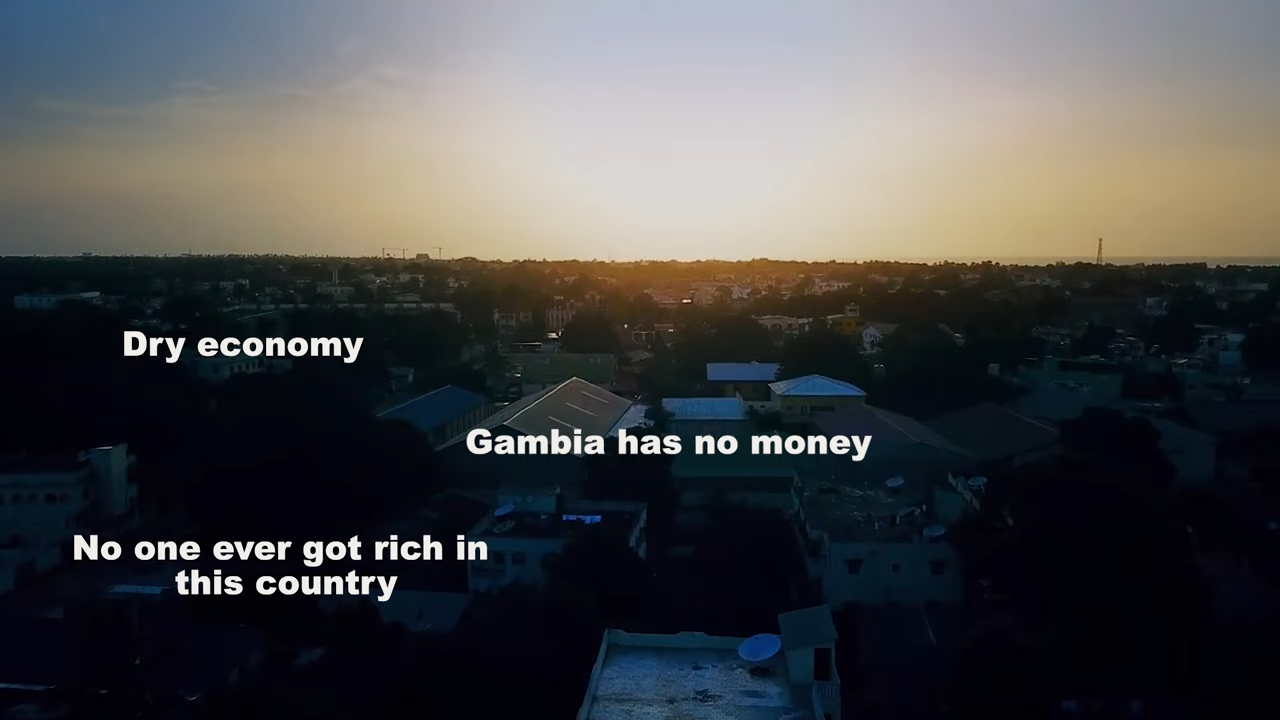 Dry economy
Gambia has no money
No one ever got rich in
this country